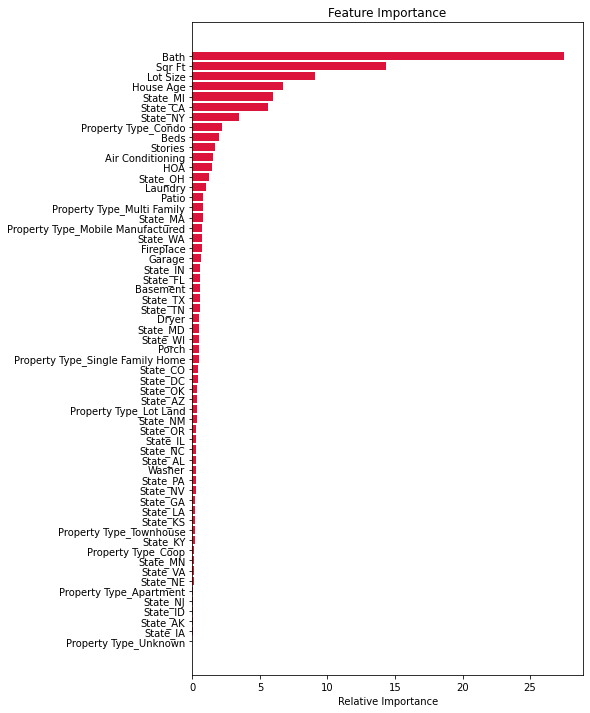 Feature Importance
Bath
Sqr Ft
Lot Size
House Age
State_MI
State_CA
State_NY
Property Type_Condo
Beds
Stories
Air Conditioning
HOA
State_OH
Laundry
Patio
Property Type_Multi Family
State_MA
Property Type_Mobile Manufactured
State_WA
Fireplace
Garage
State_IN
State_FL
Basement
State_TX
State_TN
Dryer
State_MD
State_WI
Porch
Property Type_Single Family Home
State_CO
State_DC
State_OK
State_AZ
Property Type_Lot Land
State_NM
State_OR
State_IL
State_NC
State_AL
Washer
State_PA
State_NV
State_GA
State_LA
State_KS
Property Type_Townhouse
State_KY
Property Type_Coop
State_MN
State_VA
State_NE
Property Type_Apartment
State_NJ
State_ID
State_AK
State_IA
Property Type_Unknown
0 5 10 15 20 25
Relative Importance